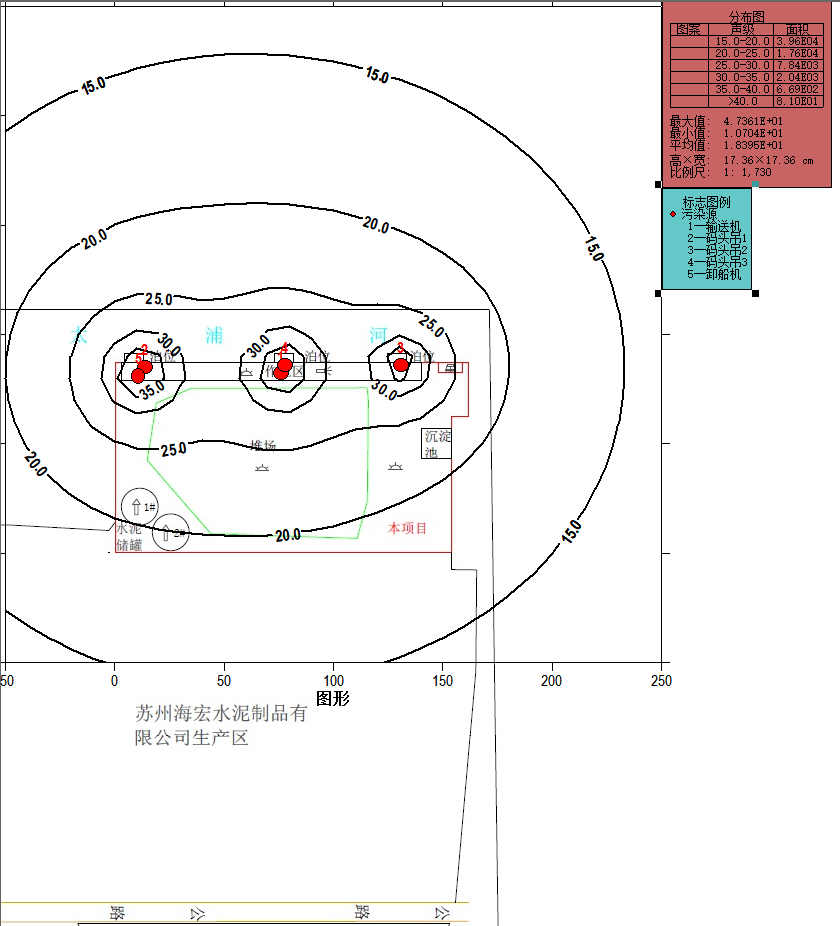 分布图
图案 声级 面积
15.0-20.0 3.96E04
20.0-25.0 1.76E04
25.0-30.0 7.84E03
30.0-35.0 2.04E03
35.0-40.0 6.69E02
>40.0 8.10E01
最大值: 4.7361E+01
最小值: 1.0704E+01
平均值: 1.8395E+01
高×宽: 17.36×17.36 cm
比例尺: 1: 1,730
标志图例
污染源
1—输送机
2—码头吊1
3—码头吊2
4—码头吊3
5—卸船机
15.0
15.0
20.0
20.0
15.0
25.0
25.0
太 浦 河
30.0
30.0
2
4
3
5
泊位
泊位
泊位
作 区
35.0
30.0
25.0
堆场
沉淀
池
20.0
1#
2#
水泥
储罐
20.0
本项目
15.0
50 0 50 100 150 200 250
图形
苏州海宏水泥制品有
限公司生产区
路 公 路 公